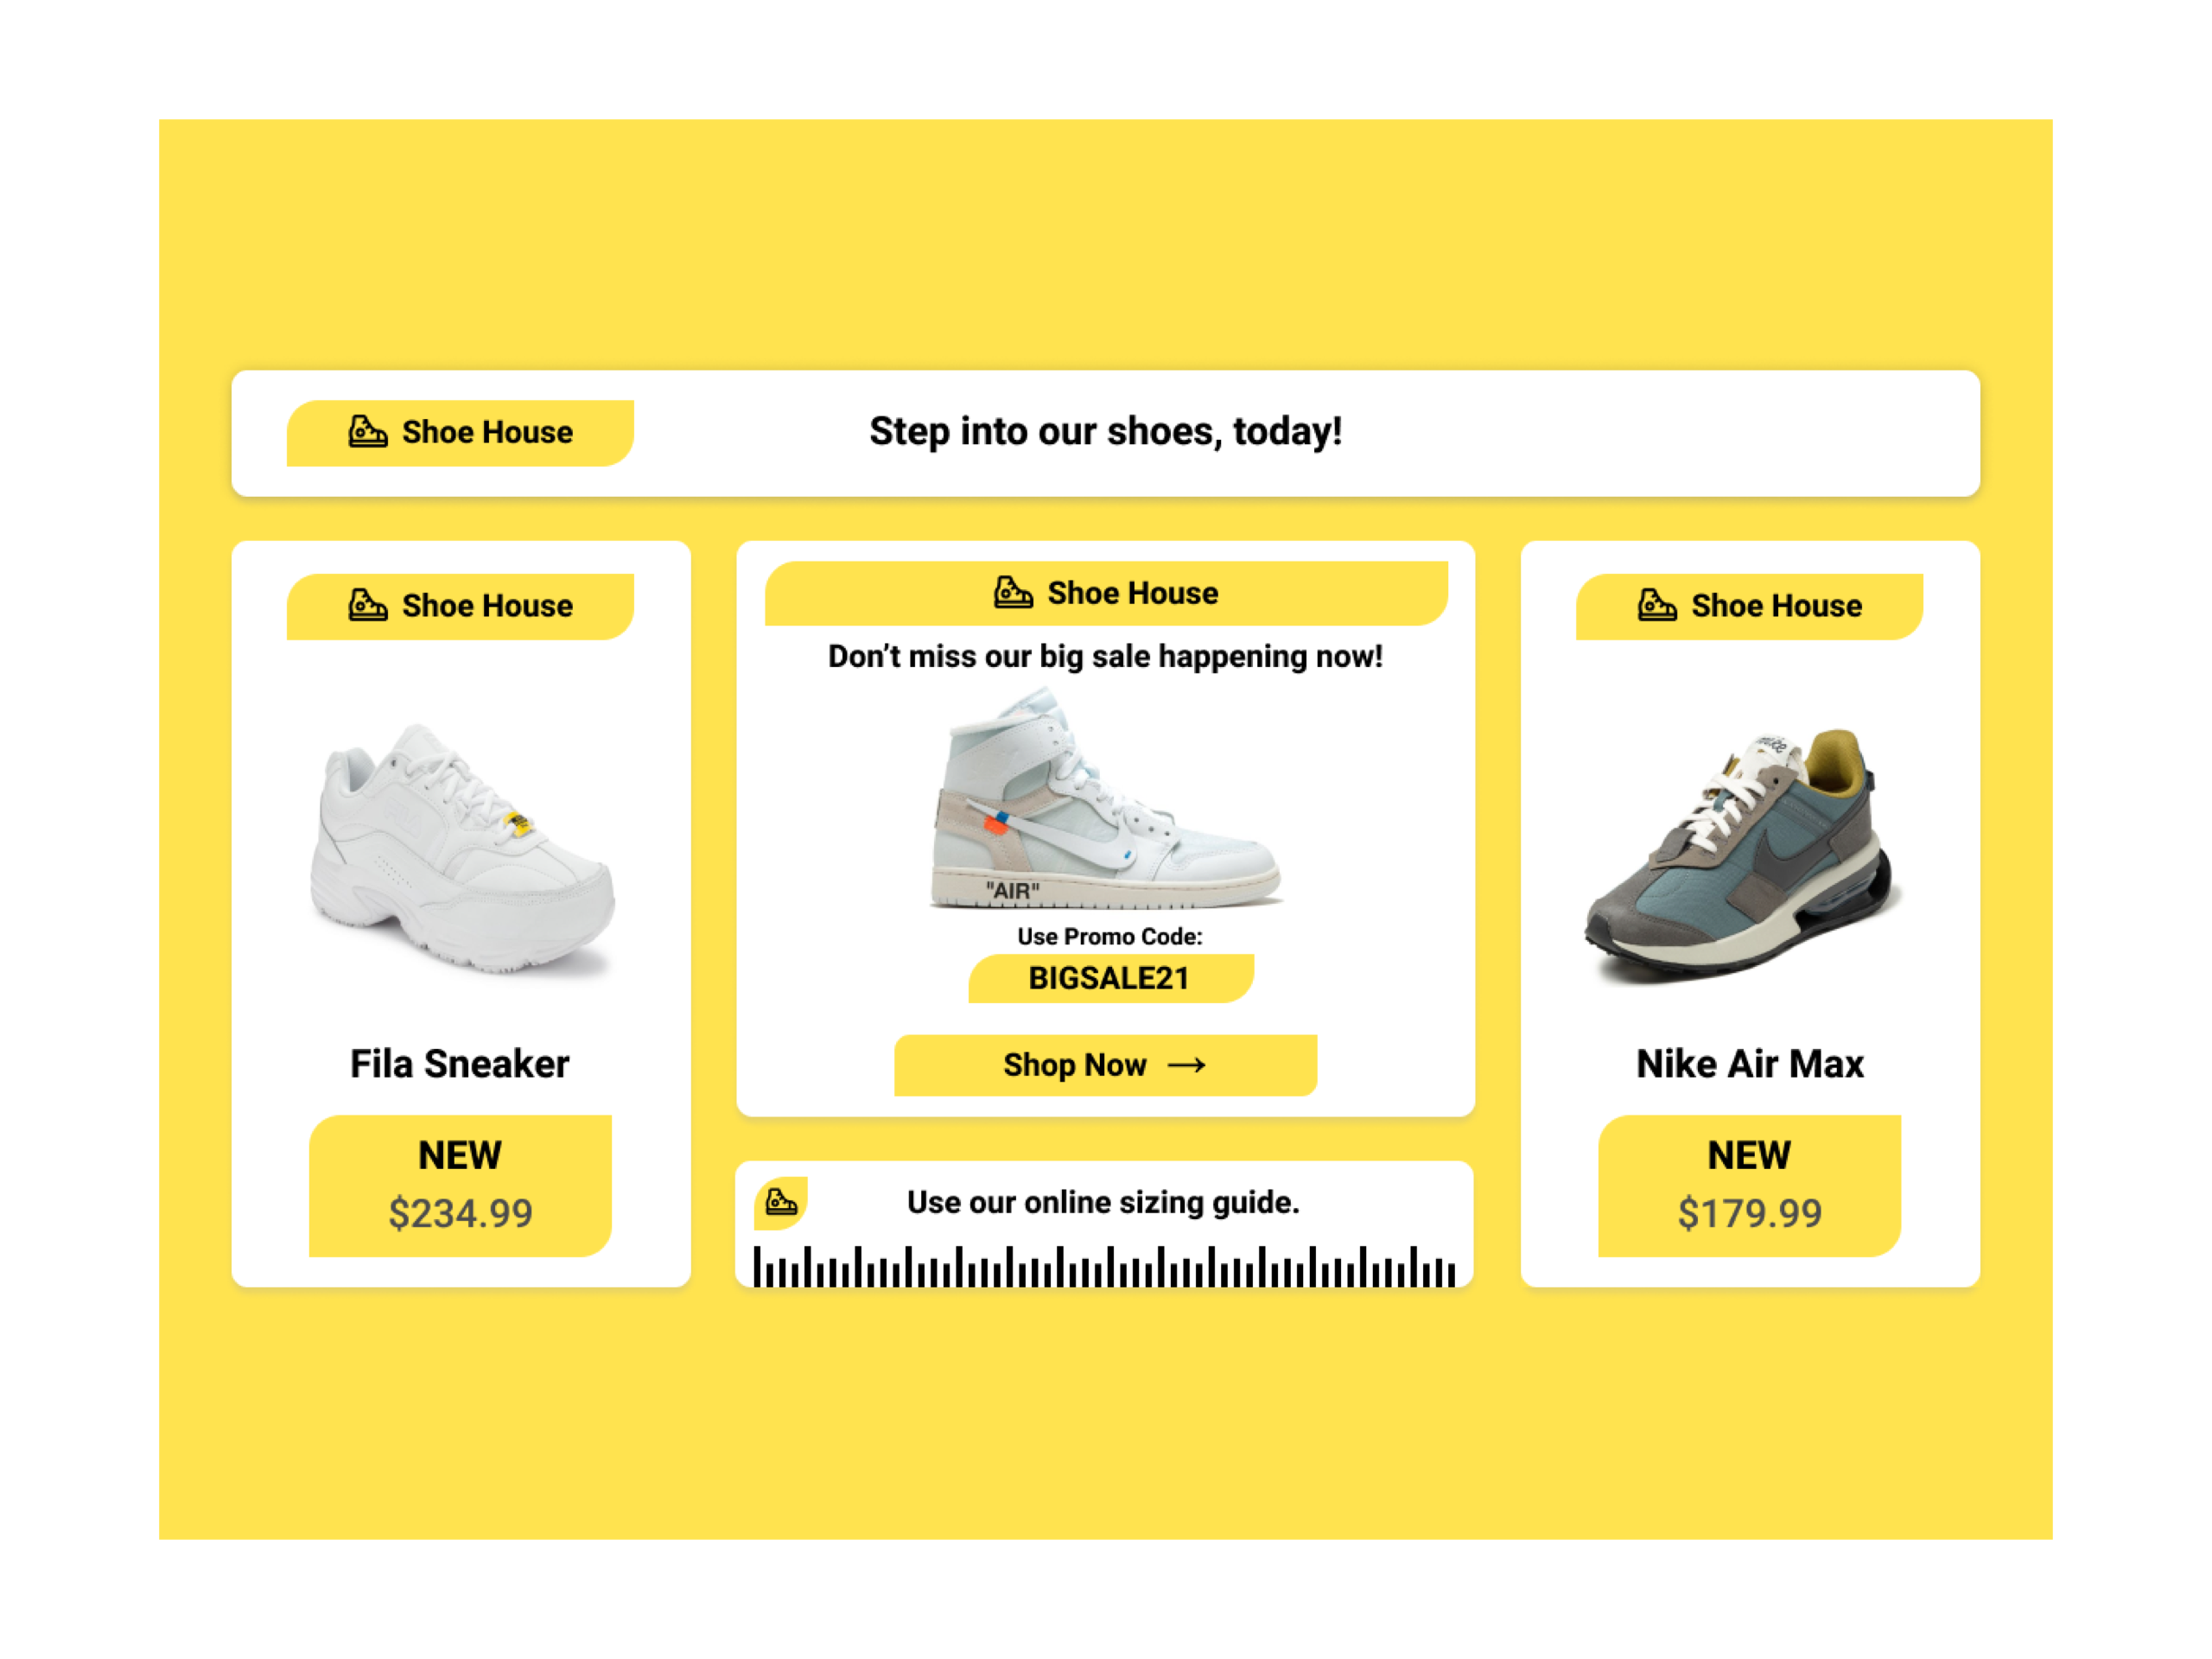 Shoe House
Step into our shoes, today!
Shoe House
Fila Sneaker
NEW
$234.99
Shoe House
Don’t miss our big sale happening now!
"AIR"
Use Promo Code:
BIGSALE21
Shop Now →
Use our online sizing guide.
Shoe House
Nike Air Max
NEW
$179.99